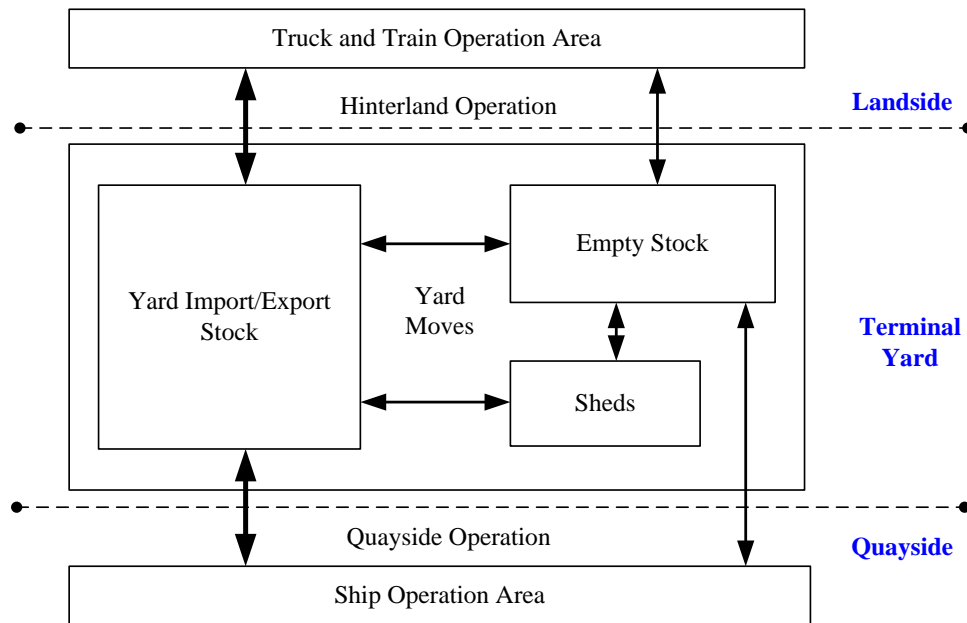 Truck and Train Operation Area
Hinterland Operation
Landside
Yard Import/Export
Stock
Yard
Moves
Empty Stock
Sheds
Terminal
Yard
Quayside Operation
Quayside
Ship Operation Area